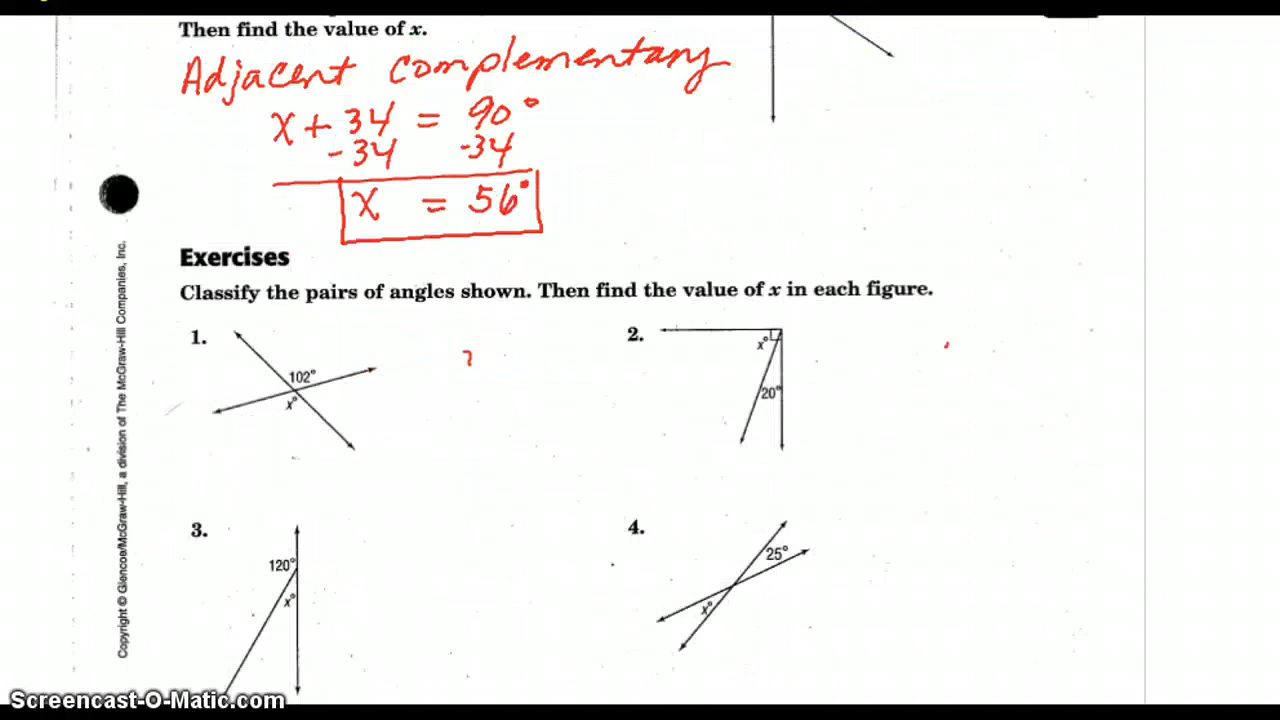 Then find the value of x.
Adjacent complementary
x + 34 = 90°
-34 -34
x = 56°
Exercises
Classify the pairs of angles shown. Then find the value of x in each figure.
1.
102°
x°
2.
x°
20°
3.
120°
x°
4.
25°
x°
Copyright © Glencoe/McGraw-Hill, a division of The McGraw-Hill Companies, Inc.
Screencast-O-Matic.com